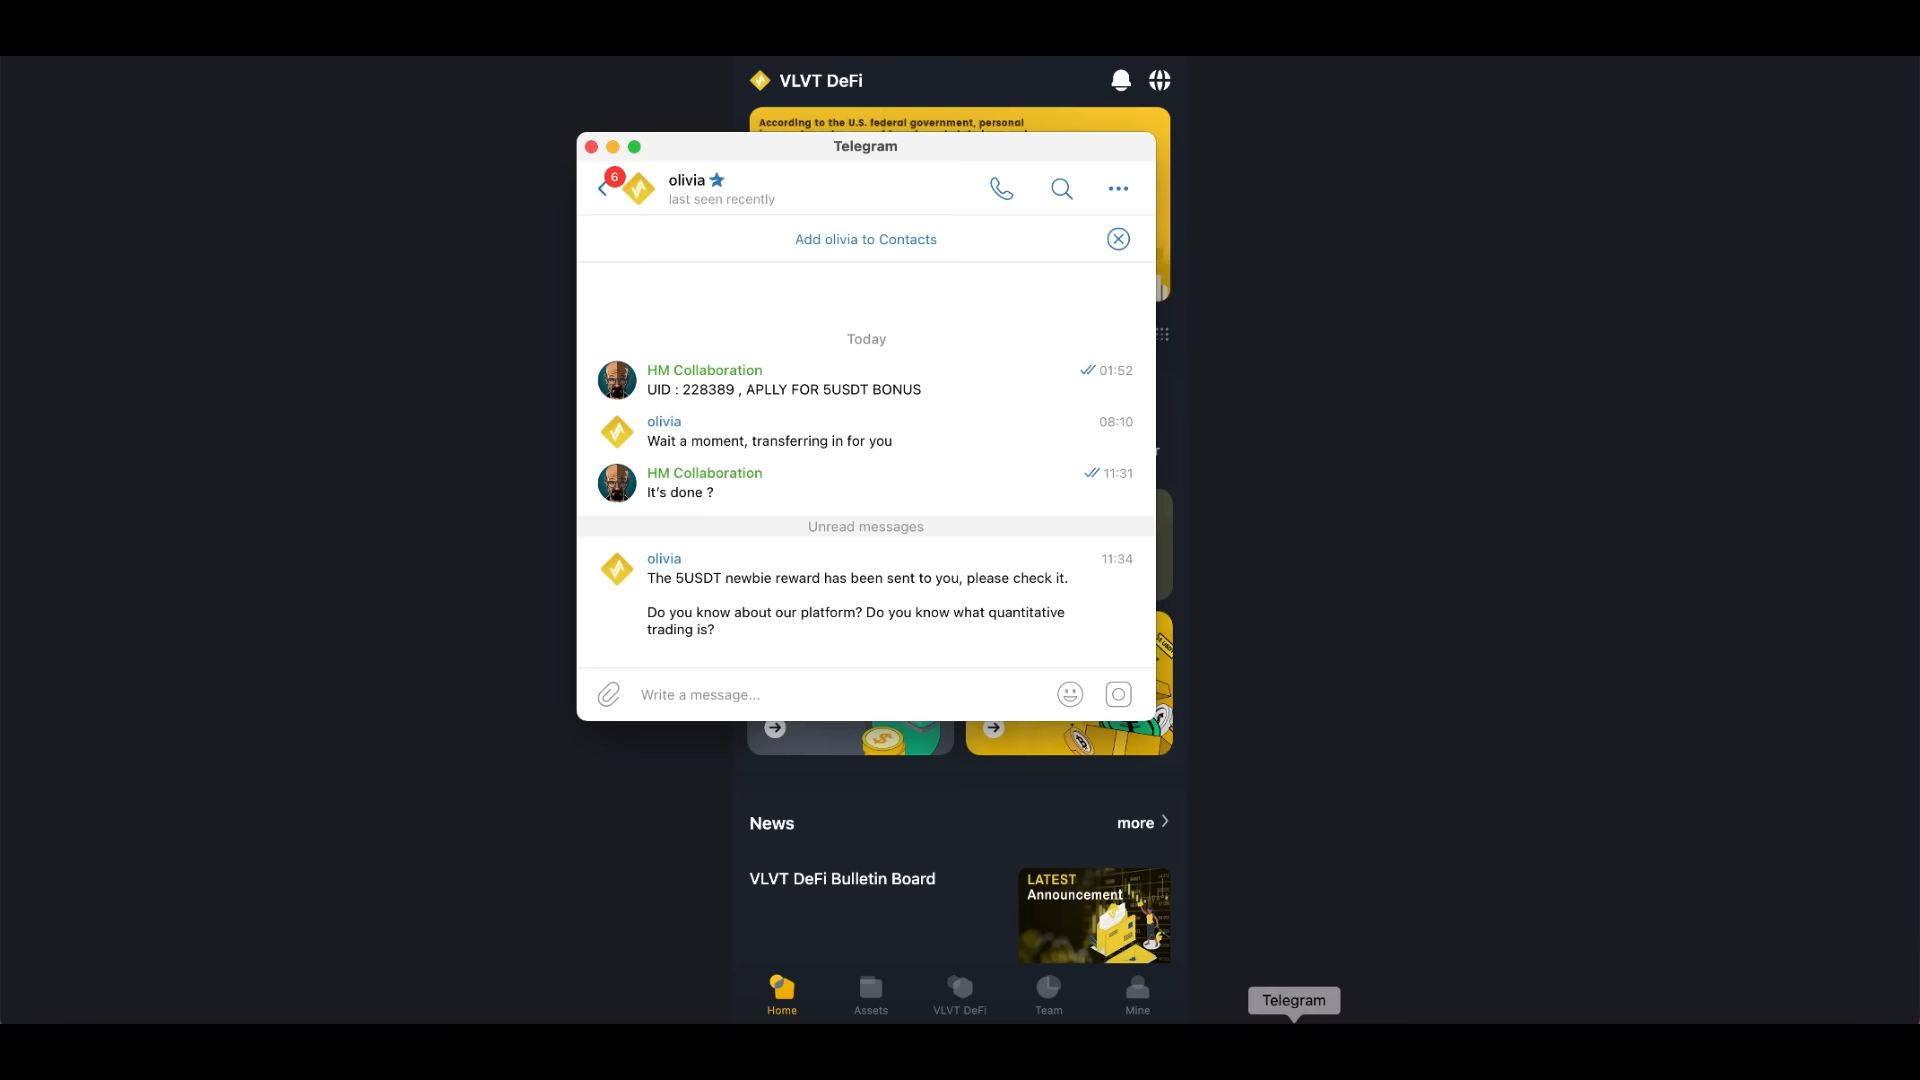 VLVT DeFi
According to the U.S. federal government, personal
Telegram
6
olivia
last seen recently
Add olivia to Contacts
Today
HM Collaboration
01:52
UID : 228389 , APLLY FOR 5USDT BONUS
olivia
08:10
Wait a moment, transferring in for you
HM Collaboration
11:31
It's done ?
Unread messages
olivia
11:34
The 5USDT newbie reward has been sent to you, please check it.
Do you know about our platform? Do you know what quantitative
trading is?
Write a message...
News
more
VLVT DeFi Bulletin Board
LATEST
Announcement
Home
Assets
VLVT DeFi
Team
Mine
Telegram